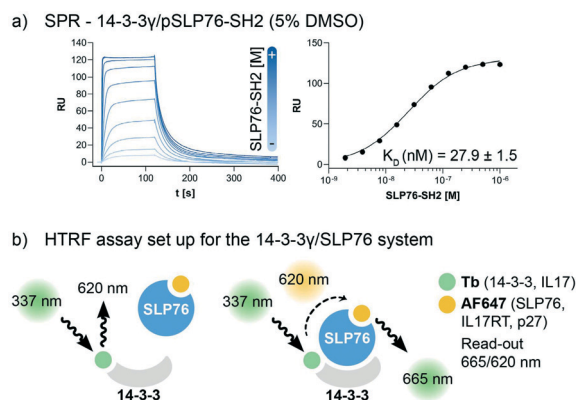 a) SPR - 14-3-3γ/pSLP76-SH2 (5% DMSO)
140
120
100
80
60
40
20
0
RU
0 100 200 300 400
t [s]
SLP76-SH2 [M]
+
-
150
100
50
0
RU
10⁻⁹ 10⁻⁸ 10⁻⁷ 10⁻⁶
SLP76-SH2 [M]
K_D (nM) = 27.9 ± 1.5
b) HTRF assay set up for the 14-3-3γ/SLP76 system
337 nm
620 nm
SLP76
14-3-3
337 nm
620 nm
SLP76
665 nm
14-3-3
Tb (14-3-3, IL17)
AF647 (SLP76,
IL17RT, p27)
Read-out
665/620 nm